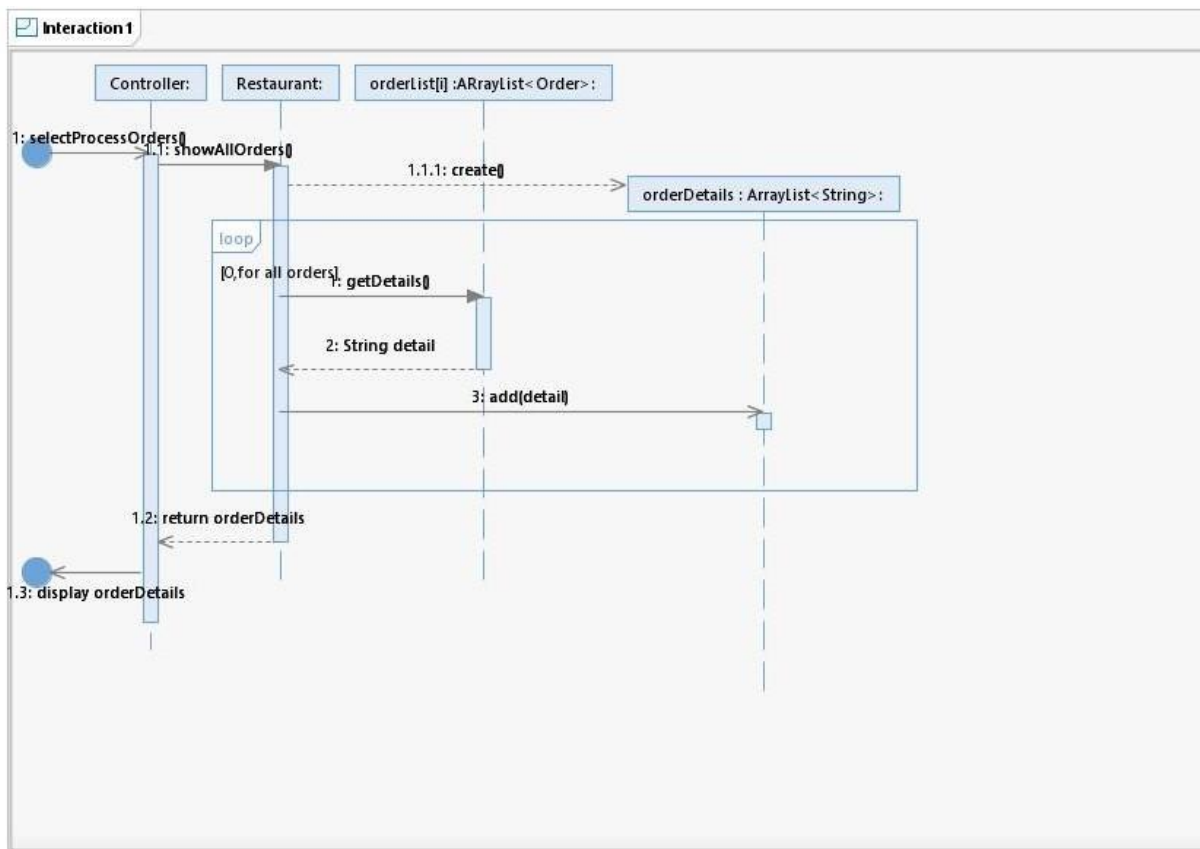 Interaction1
Controller:
Restaurant:
orderList[i] :ARrayList<Order>:
1: selectProcessOrders()
1.1: showAllOrders()
1.1.1: create()
orderDetails : ArrayList<String>:
loop
[0,for all orders]
1: getDetails()
2: String detail
3: add(detail)
1.2: return orderDetails
1.3: display orderDetails